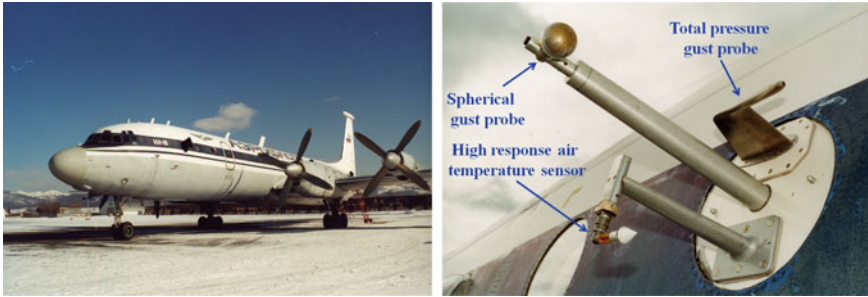 Total pressure
gust probe
Spherical
gust probe
High response air
temperature sensor